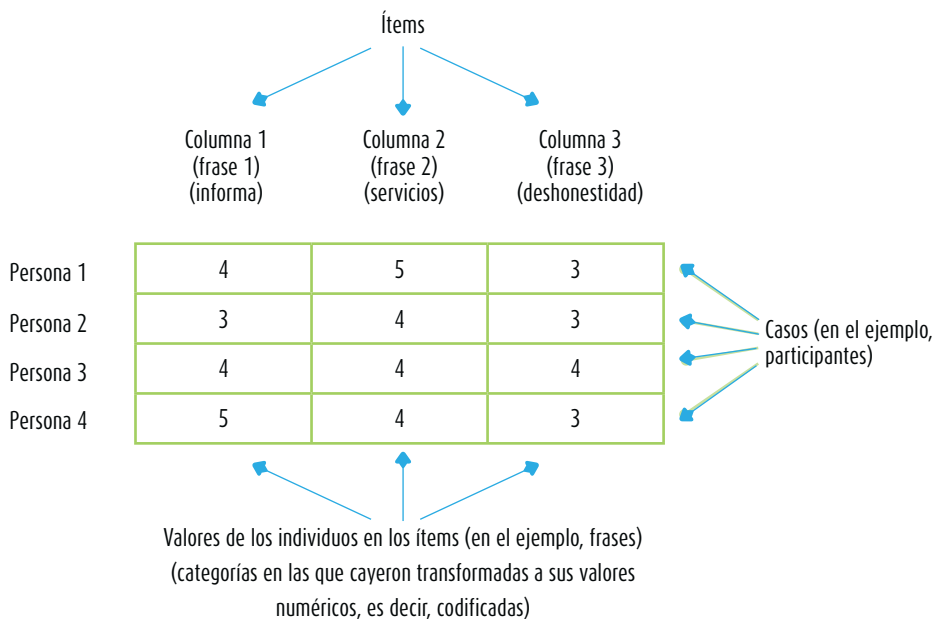 Ítems
Columna 1
(frase 1)
(informa)
Columna 2
(frase 2)
(servicios)
Columna 3
(frase 3)
(deshonestidad)
Persona 1 4 5 3
Persona 2 3 4 3
Persona 3 4 4 4
Persona 4 5 4 3
Casos (en el ejemplo,
participantes)
Valores de los individuos en los ítems (en el ejemplo, frases)
(categorías en las que cayeron transformadas a sus valores
numéricos, es decir, codificadas)